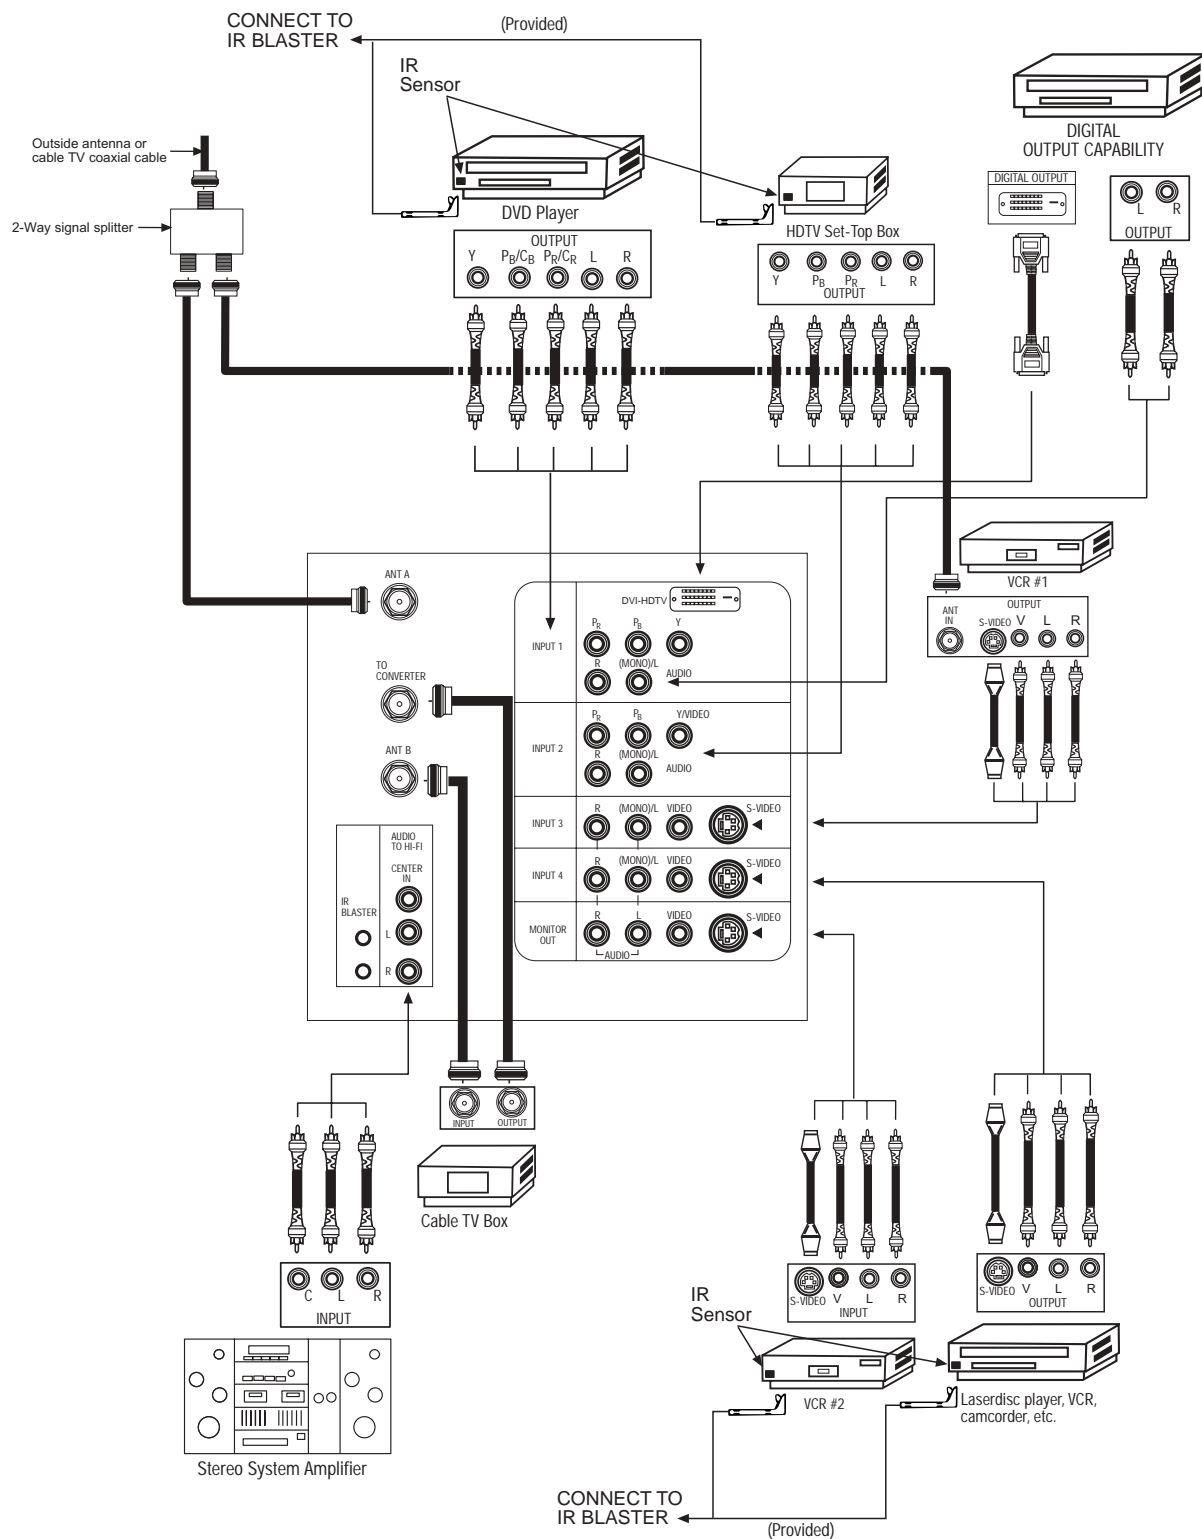 CONNECT TO
IR BLASTER
(Provided)
IR
Sensor
DIGITAL
OUTPUT CAPABILITY
Outside antenna or
cable TV coaxial cable
2-Way signal splitter
DVD Player
OUTPUT
Y PB/CB PR/CR L R
HDTV Set-Top Box
Y PB PR L R
OUTPUT
DIGITAL OUTPUT
L R
OUTPUT
VCR #1
ANT
IN
OUTPUT
S-VIDEO V L R
ANT A
TO
CONVERTER
ANT B
DVI-HDTV
INPUT 1
PR PB Y
R (MONO)/L AUDIO
INPUT 2
PR PB Y/VIDEO
R (MONO)/L AUDIO
INPUT 3
R (MONO)/L VIDEO S-VIDEO
INPUT 4
R (MONO)/L VIDEO S-VIDEO
MONITOR
OUT
R L VIDEO S-VIDEO
AUDIO
IR
BLASTER
AUDIO
TO HI-FI
CENTER
IN
L
R
INPUT OUTPUT
Cable TV Box
C L R
INPUT
Stereo System Amplifier
S-VIDEO V L R
INPUT
S-VIDEO V L R
OUTPUT
IR
Sensor
VCR #2
Laserdisc player, VCR,
camcorder, etc.
CONNECT TO
IR BLASTER
(Provided)